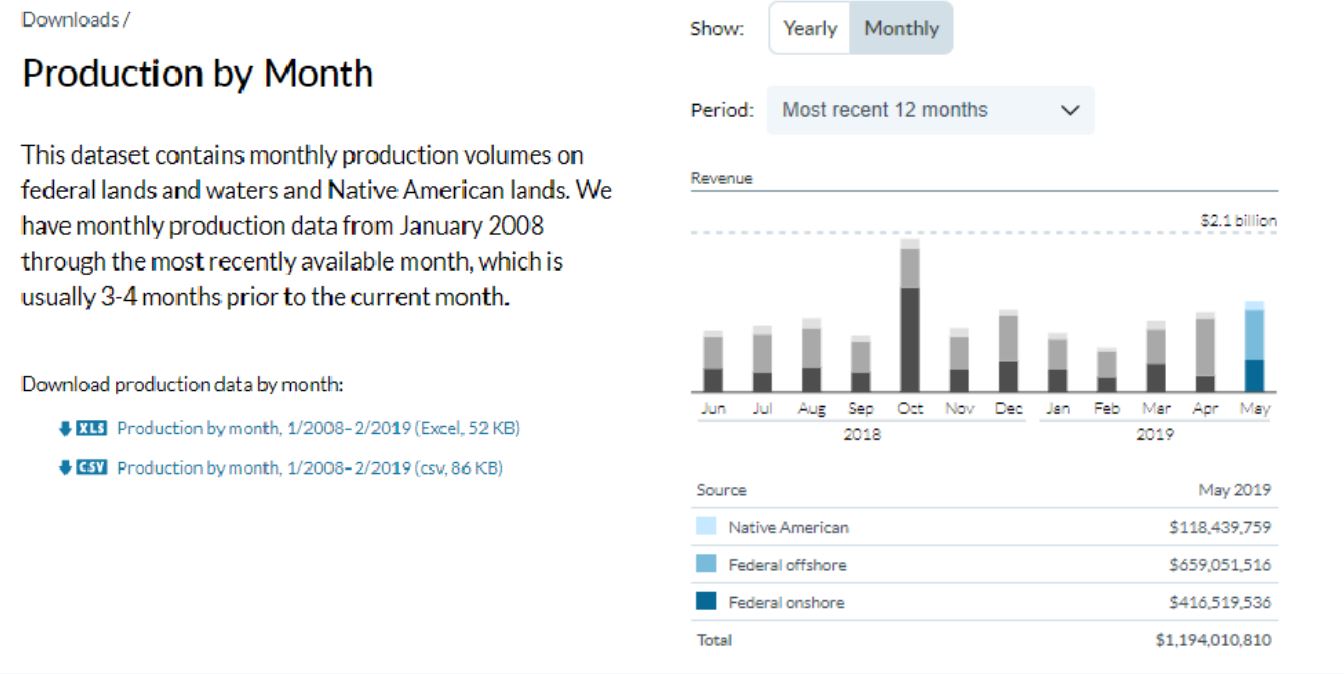 Downloads /
Production by Month
This dataset contains monthly production volumes on
federal lands and waters and Native American lands. We
have monthly production data from January 2008
through the most recently available month, which is
usually 3-4 months prior to the current month.
Download production data by month:
XLS Production by month, 1/2008–2/2019 (Excel, 52 KB)
CSV Production by month, 1/2008–2/2019 (csv, 86 KB)
Show: Yearly Monthly
Period: Most recent 12 months
Revenue
$2.1 billion
Jun Jul Aug Sep Oct Nov Dec Jan Feb Mar Apr May
2018 2019
Source May 2019
Native American $118,439,759
Federal offshore $659,051,516
Federal onshore $416,519,536
Total $1,194,010,810